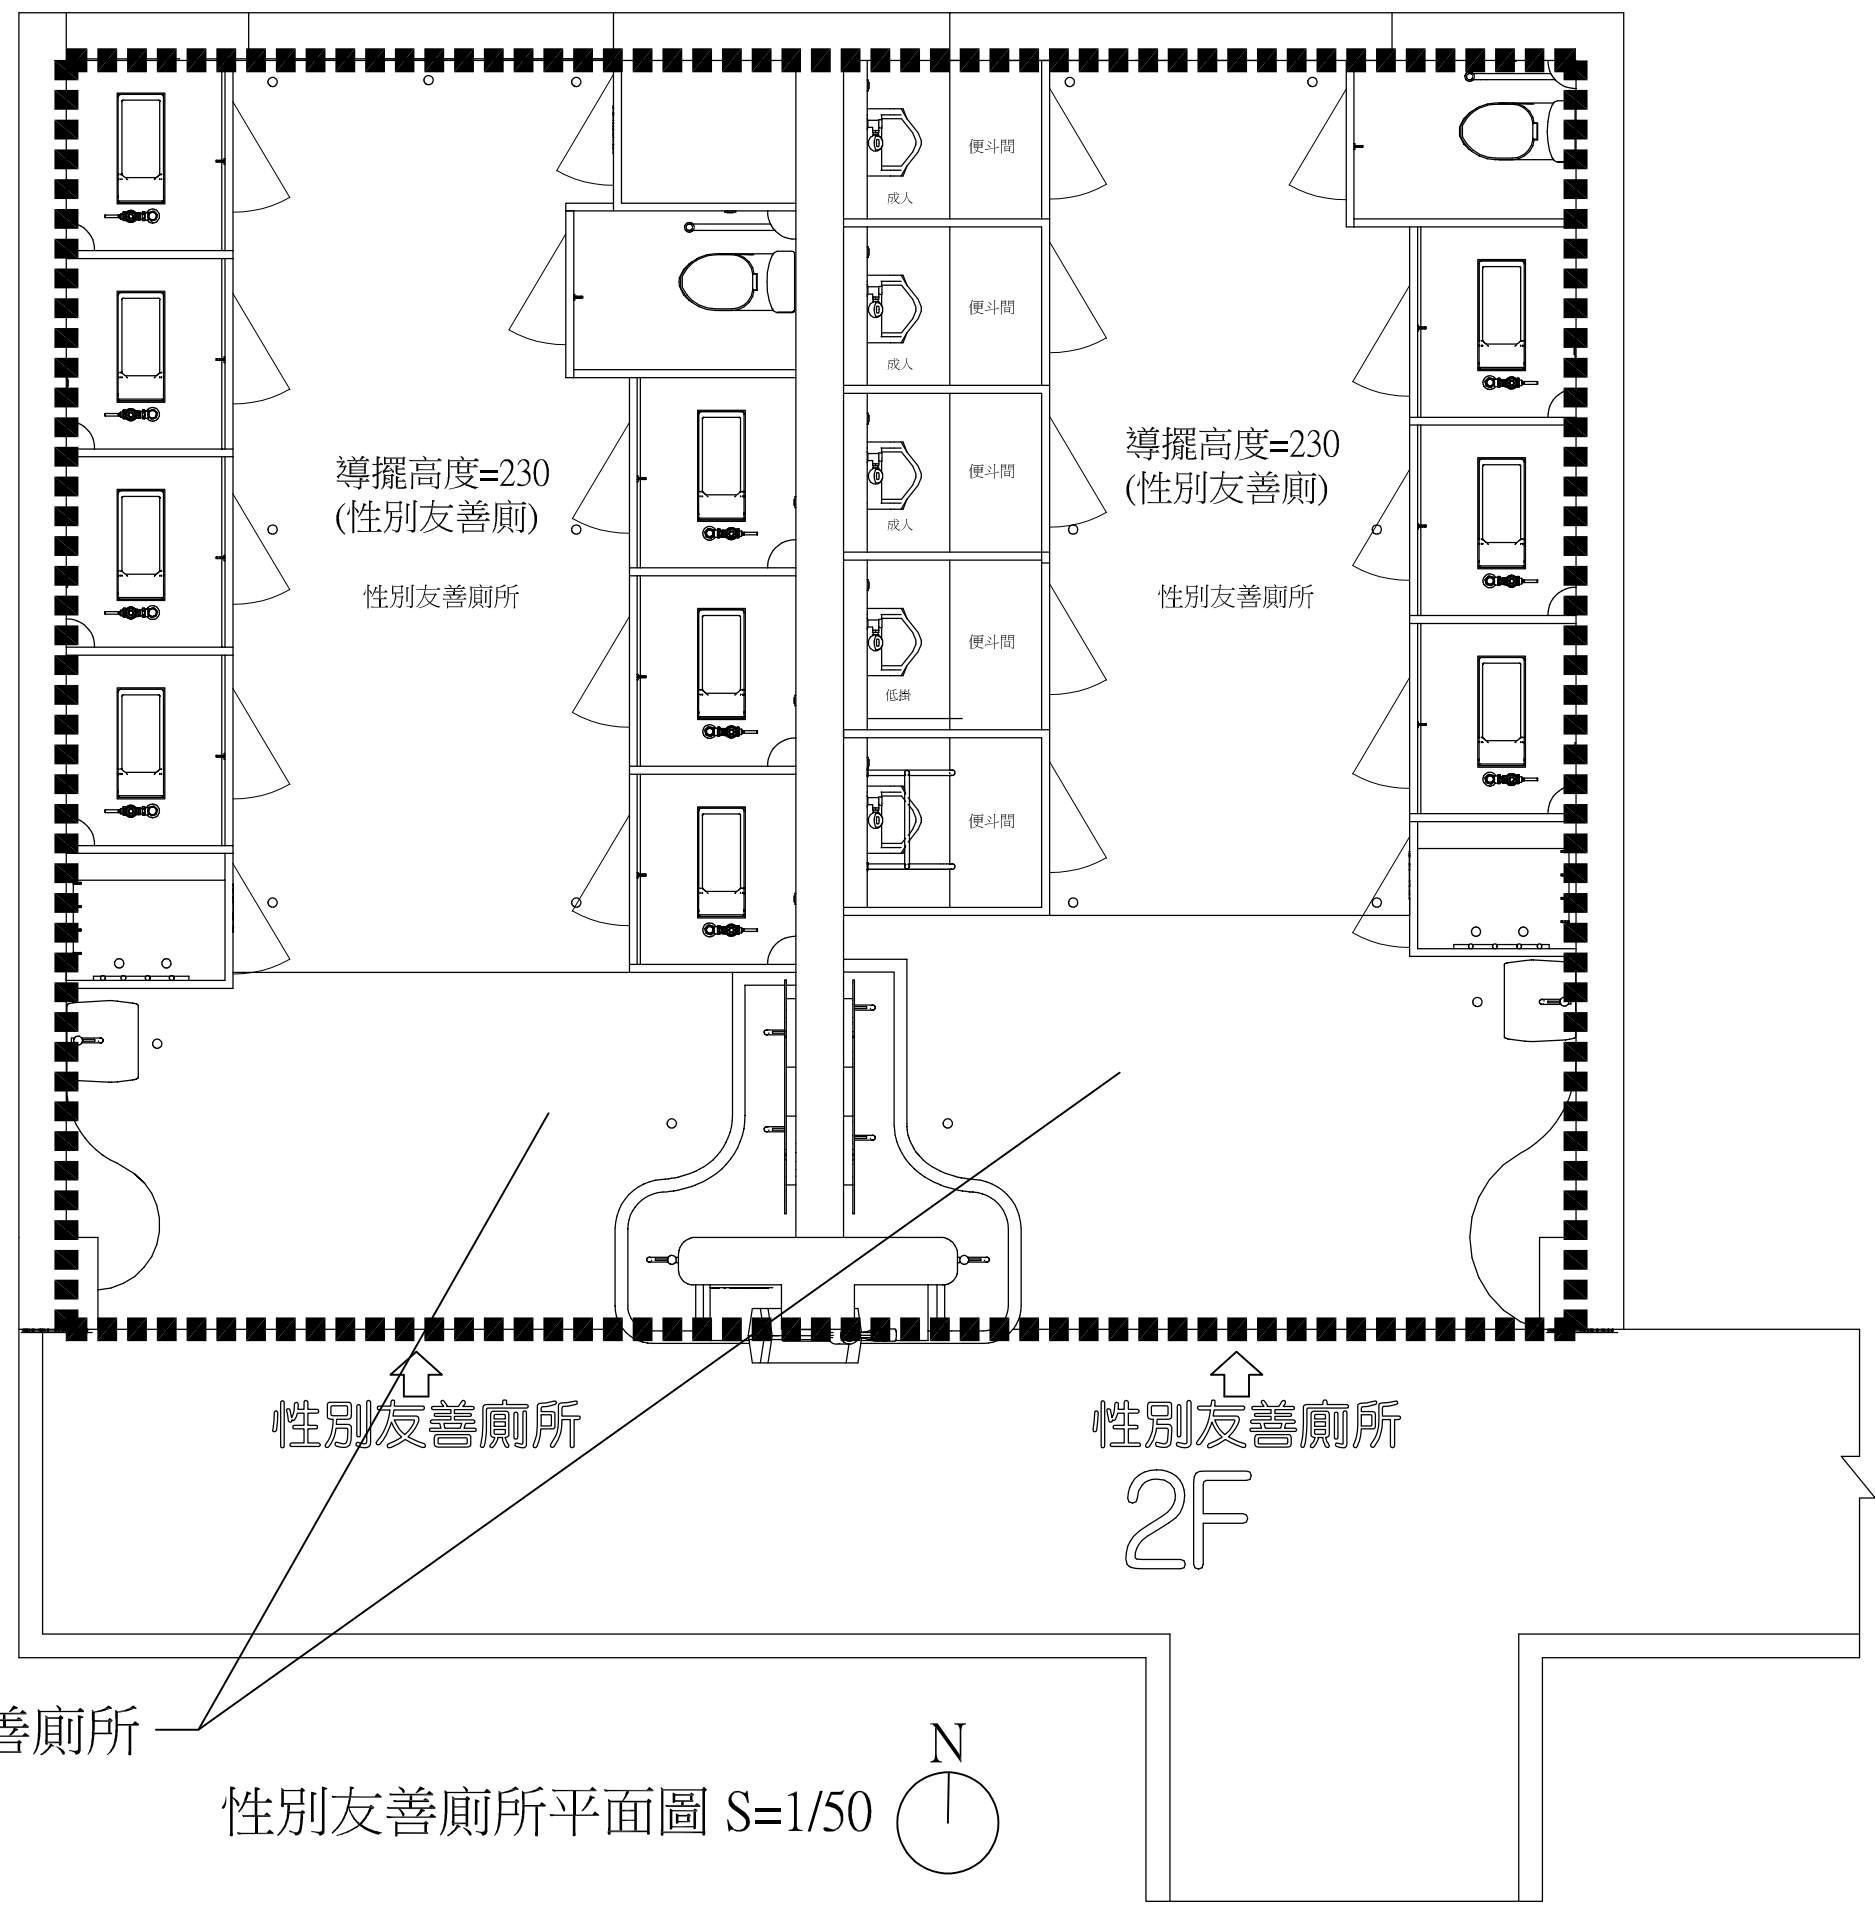 便斗間
成人
便斗間
成人
導擺高度=230
(性別友善廁)
性別友善廁所
便斗間
成人
導擺高度=230
(性別友善廁)
性別友善廁所
便斗間
低掛
便斗間
性別友善廁所
性別友善廁所
2F
善廁所
N
性別友善廁所平面圖 S=1/50